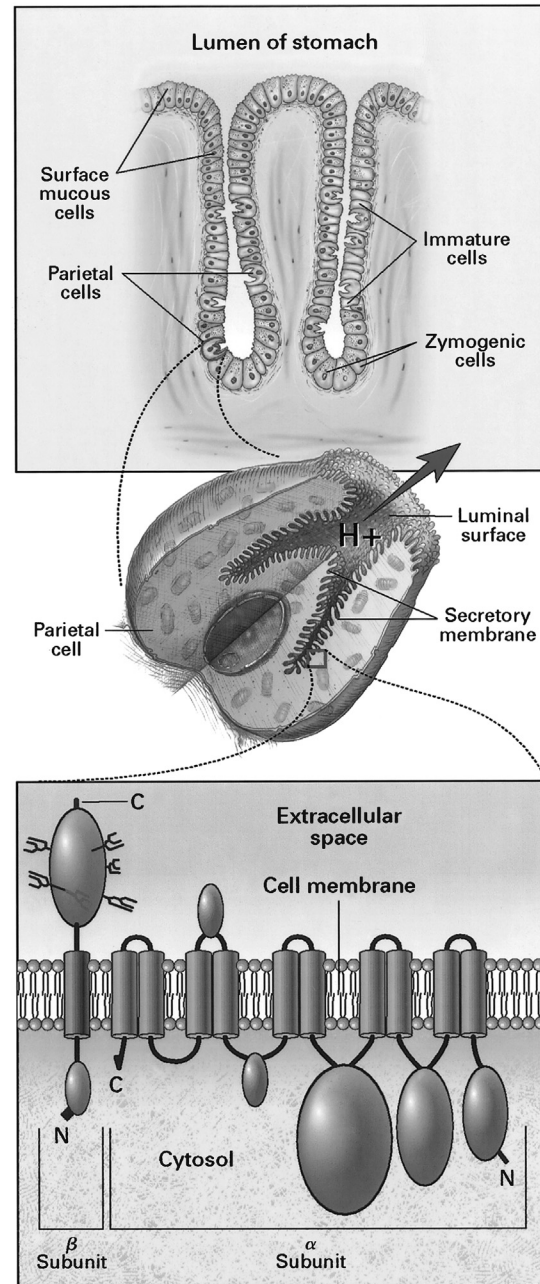 Lumen of stomach
Surface
mucous
cells
Immature
cells
Parietal
cells
Zymogenic
cells
H+
Luminal
surface
Parietal
cell
Secretory
membrane
C
Extracellular
space
Cell membrane
C
N
Cytosol
N
β
Subunit
α
Subunit